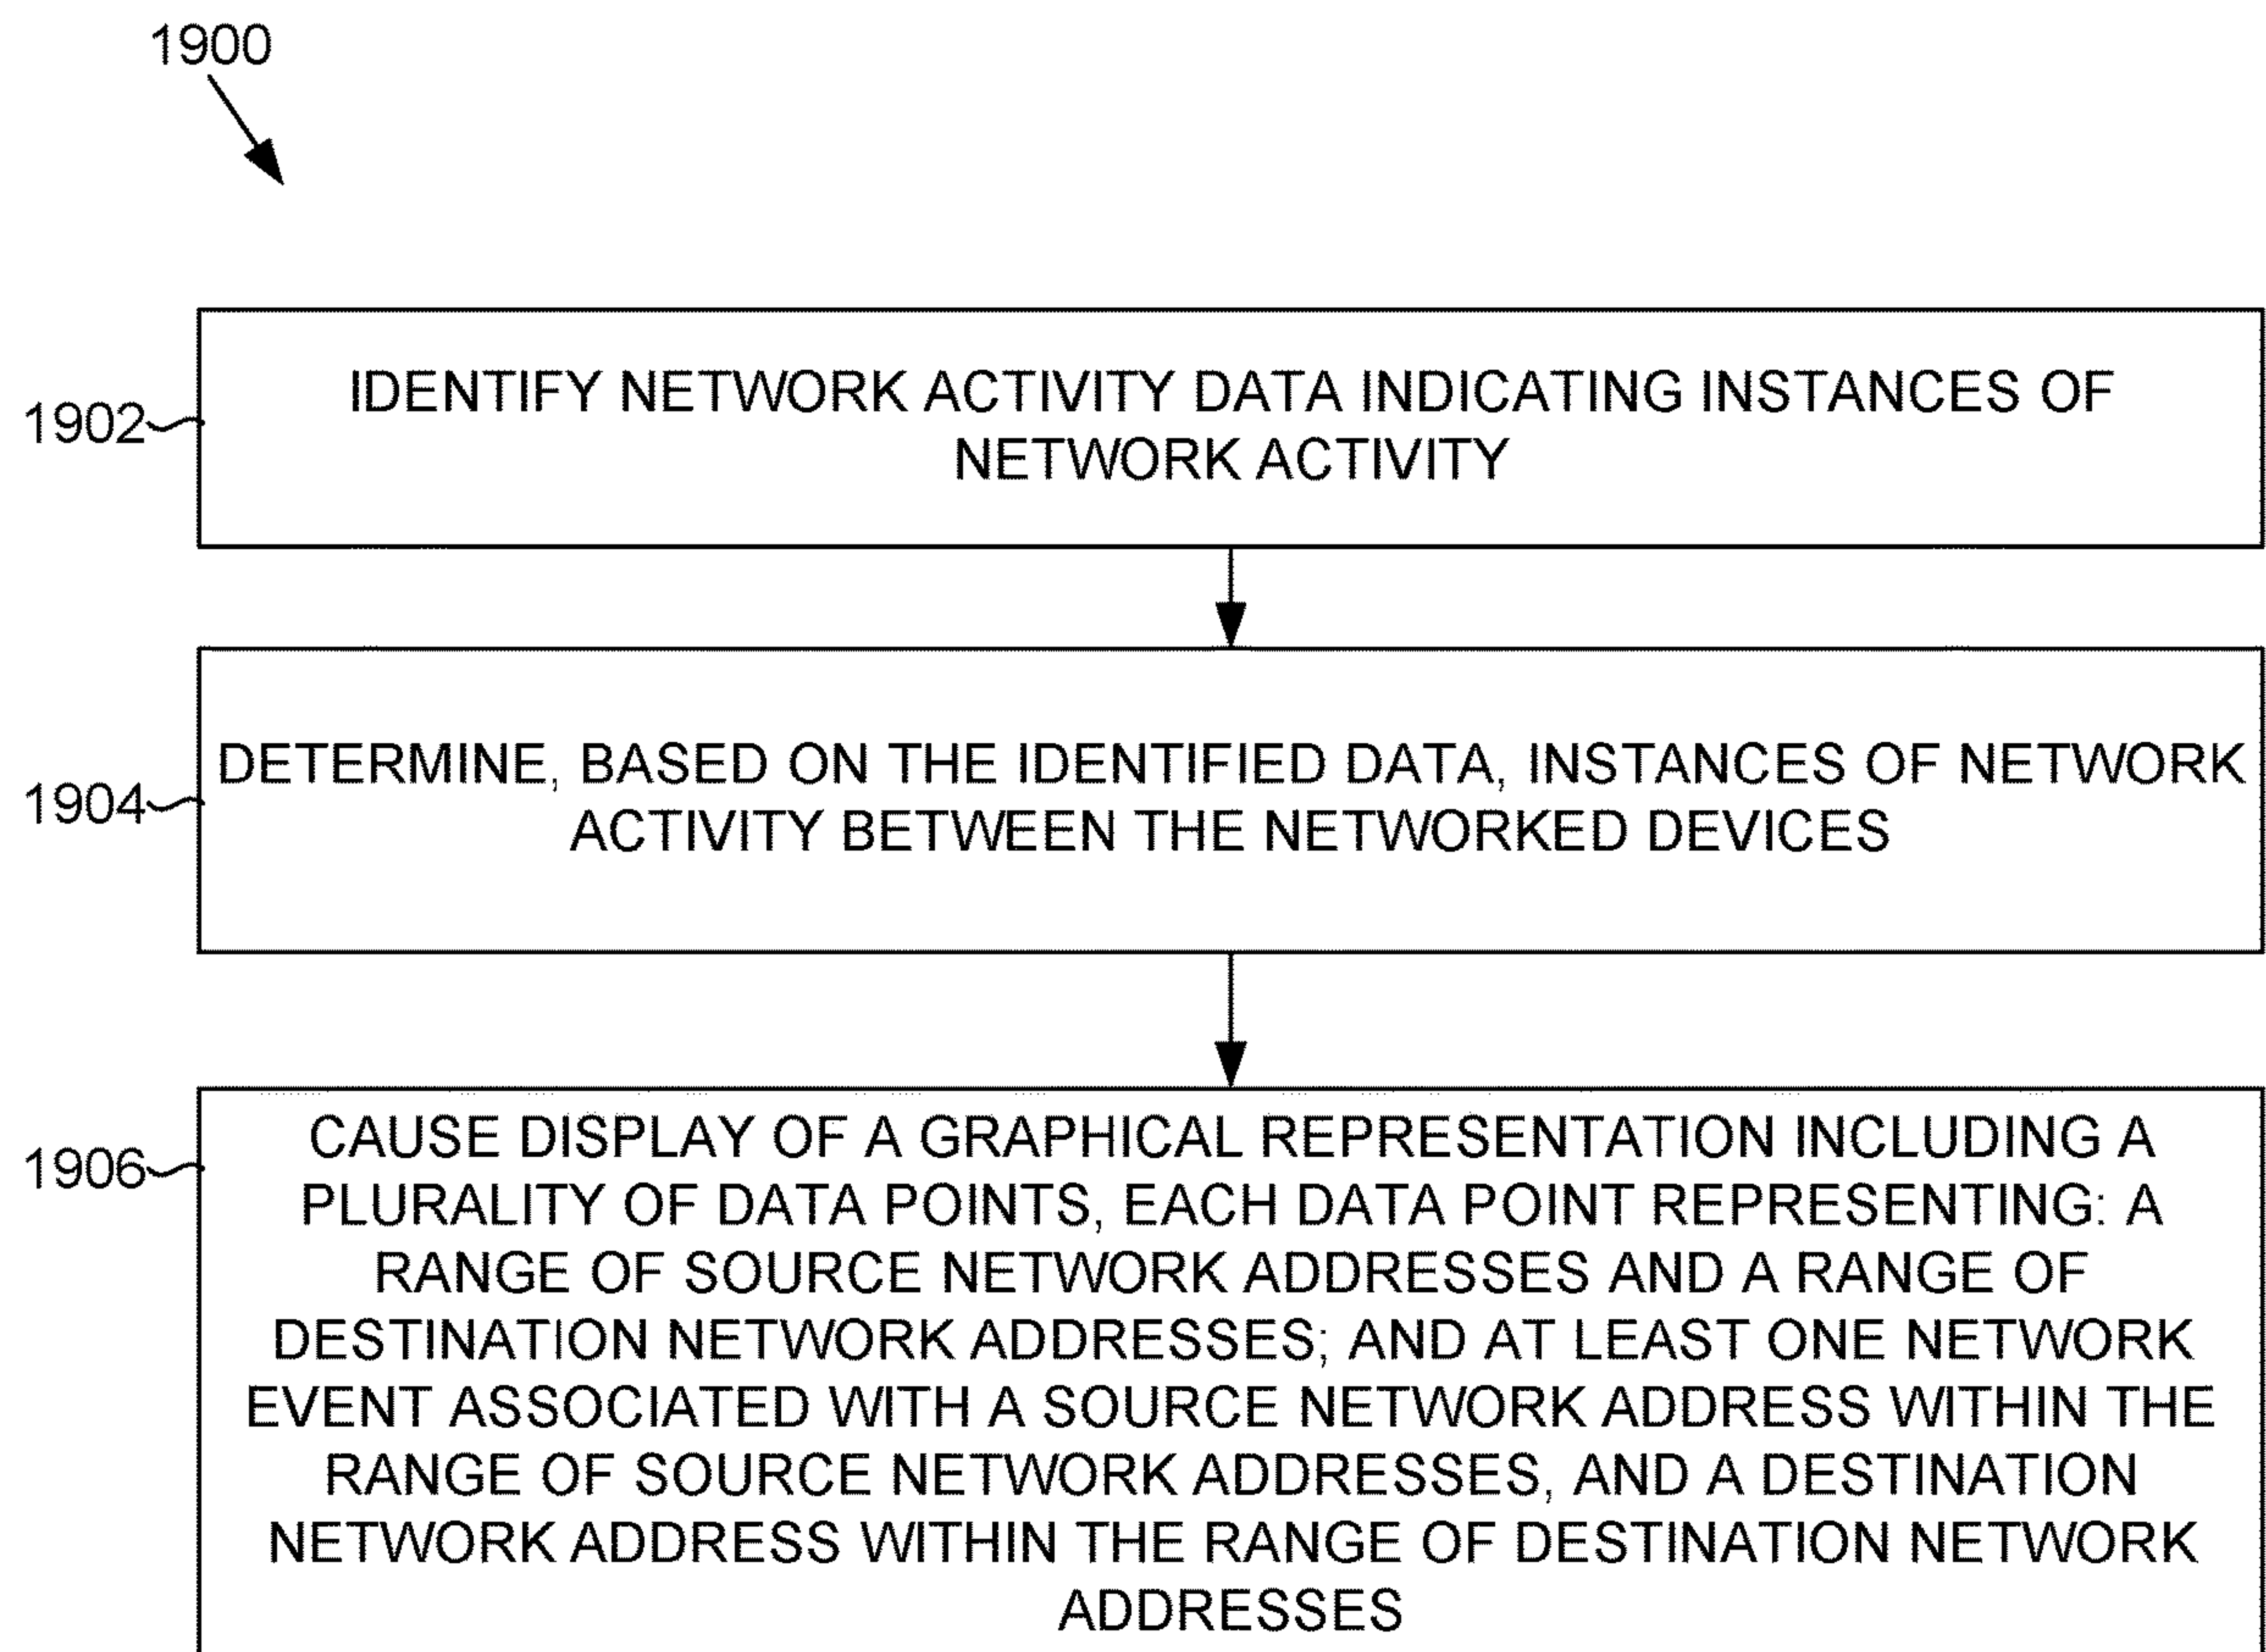 1900
1902
IDENTIFY NETWORK ACTIVITY DATA INDICATING INSTANCES OF
NETWORK ACTIVITY
1904
DETERMINE, BASED ON THE IDENTIFIED DATA, INSTANCES OF NETWORK
ACTIVITY BETWEEN THE NETWORKED DEVICES
1906
CAUSE DISPLAY OF A GRAPHICAL REPRESENTATION INCLUDING A
PLURALITY OF DATA POINTS, EACH DATA POINT REPRESENTING: A
RANGE OF SOURCE NETWORK ADDRESSES AND A RANGE OF
DESTINATION NETWORK ADDRESSES; AND AT LEAST ONE NETWORK
EVENT ASSOCIATED WITH A SOURCE NETWORK ADDRESS WITHIN THE
RANGE OF SOURCE NETWORK ADDRESSES, AND A DESTINATION
NETWORK ADDRESS WITHIN THE RANGE OF DESTINATION NETWORK
ADDRESSES